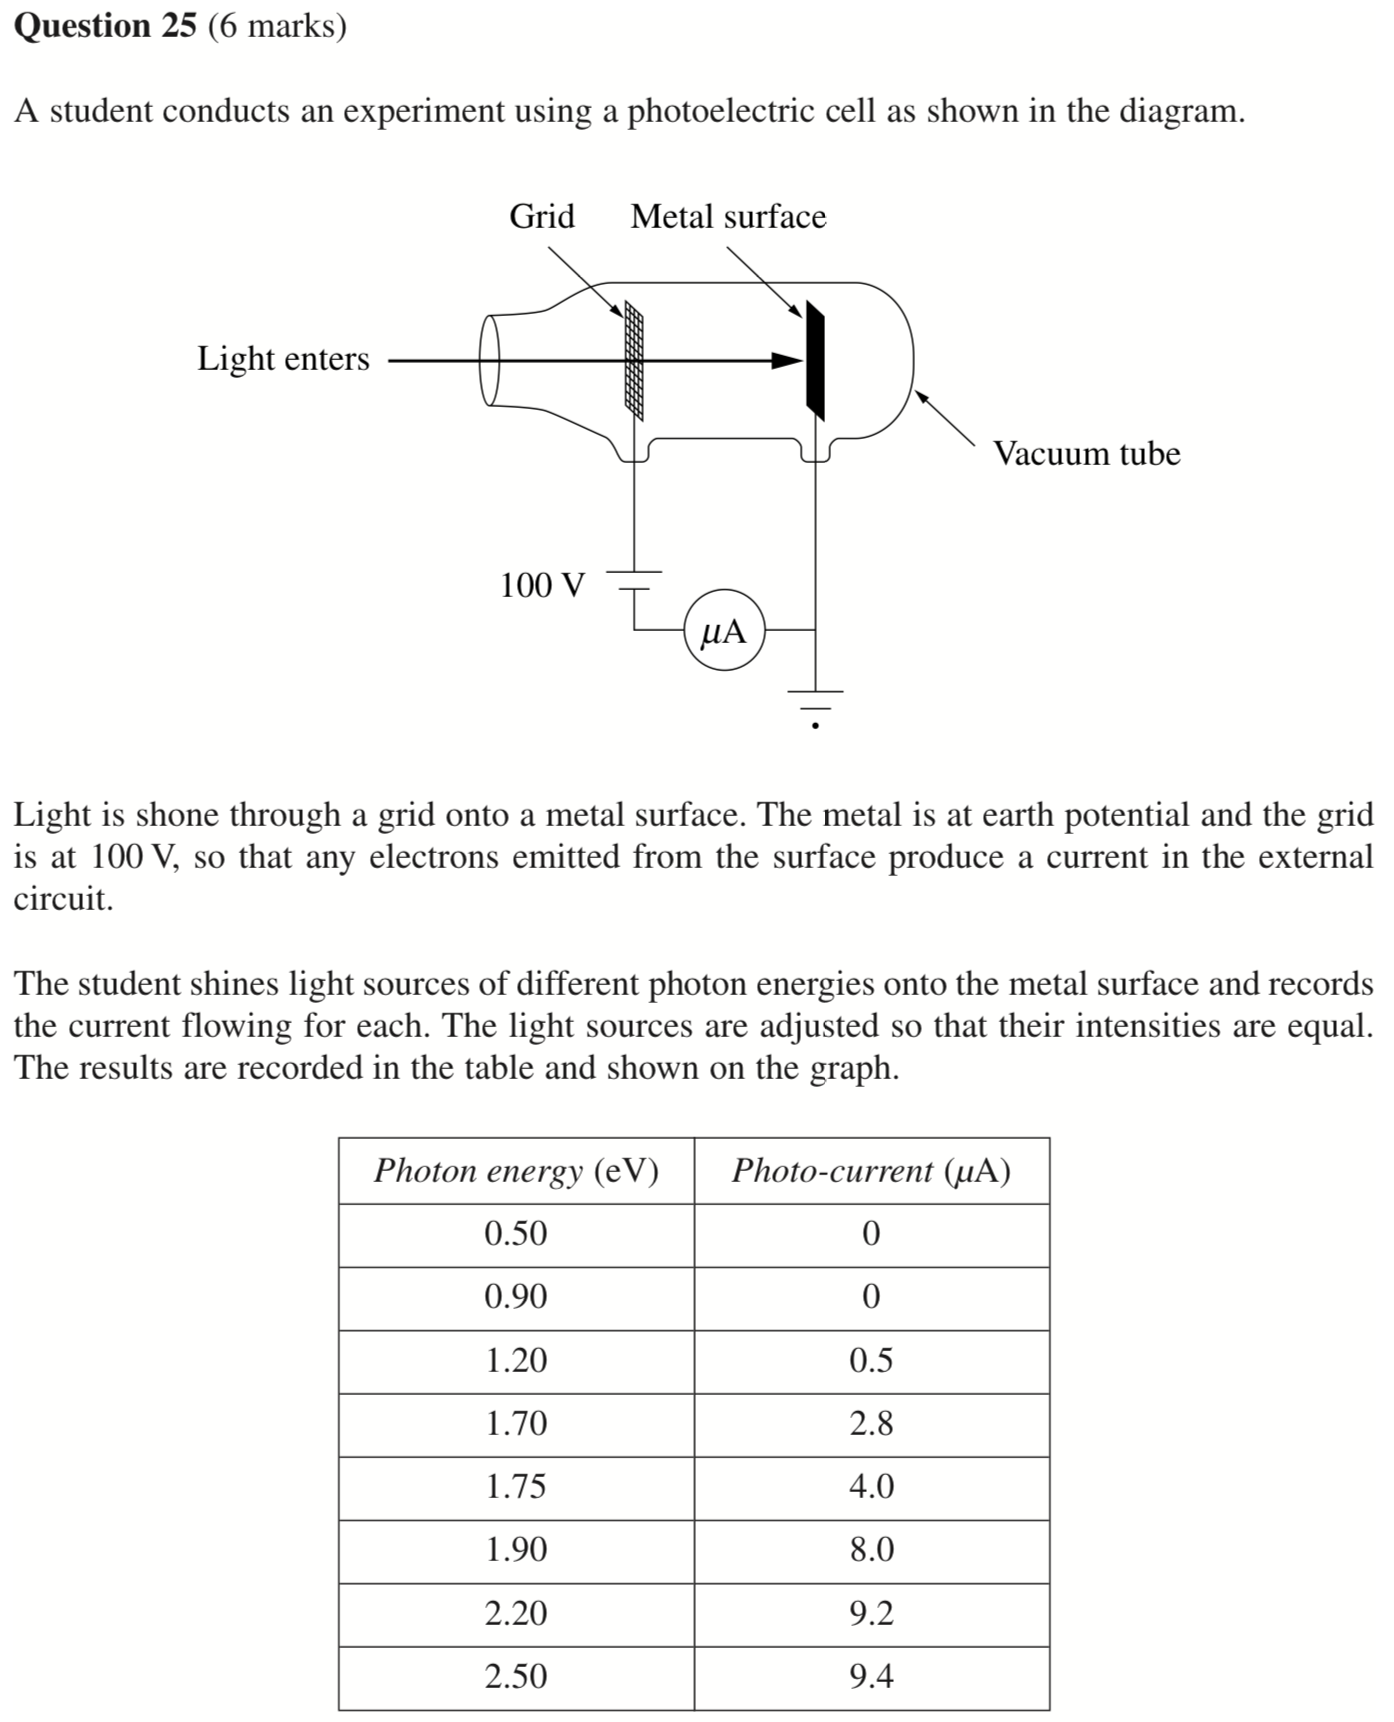 Question 25 (6 marks)
A student conducts an experiment using a photoelectric cell as shown in the diagram.
Grid Metal surface
Light enters
Vacuum tube
100 V
µA
Light is shone through a grid onto a metal surface. The metal is at earth potential and the grid
is at 100 V, so that any electrons emitted from the surface produce a current in the external
circuit.
The student shines light sources of different photon energies onto the metal surface and records
the current flowing for each. The light sources are adjusted so that their intensities are equal.
The results are recorded in the table and shown on the graph.
Photon energy (eV) Photo-current (µA)
0.50 0
0.90 0
1.20 0.5
1.70 2.8
1.75 4.0
1.90 8.0
2.20 9.2
2.50 9.4